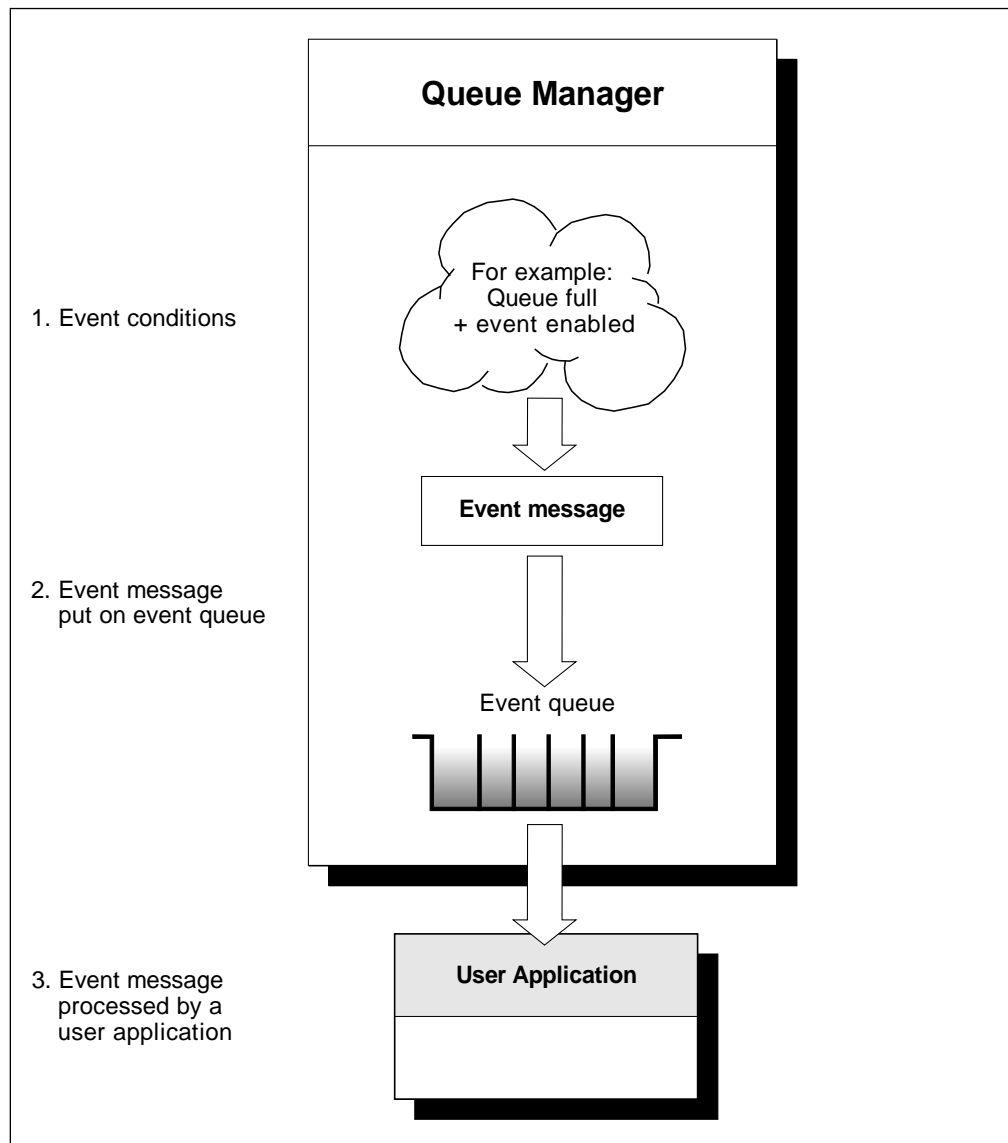 Queue Manager
For example:
Queue full
+ event enabled
1. Event conditions
Event message
2. Event message
put on event queue
Event queue
User Application
3. Event message
processed by a
user application